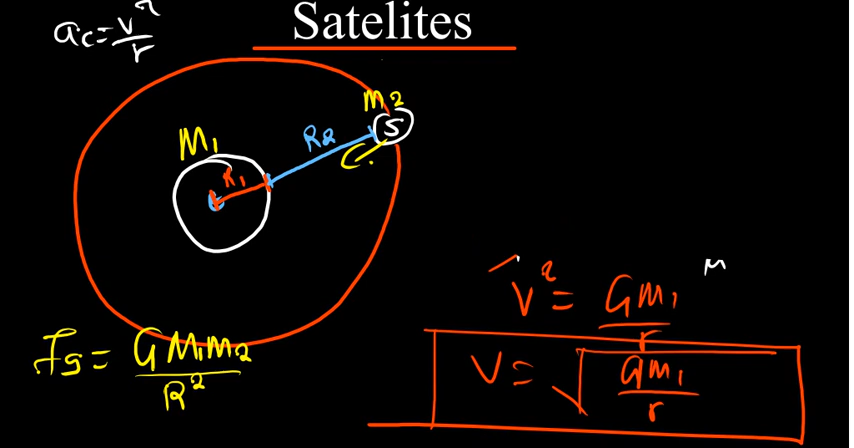 Satelites
ac = v²/r
M₂
S
M₁
R2
R₁
v² = Gm₁/r
Fg = GM₁m₂/R²
v = √(Gm₁/r)